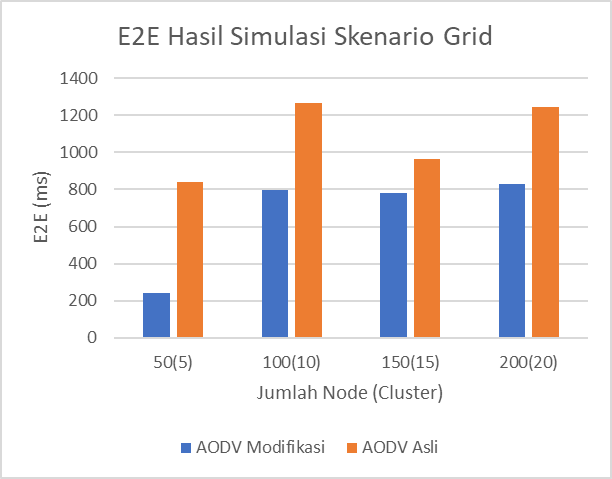 E2E Hasil Simulasi Skenario Grid
1400
1200
1000
800
600
400
200
0
E2E (ms)
50(5) 100(10) 150(15) 200(20)
Jumlah Node (Cluster)
AODV Modifikasi AODV Asli